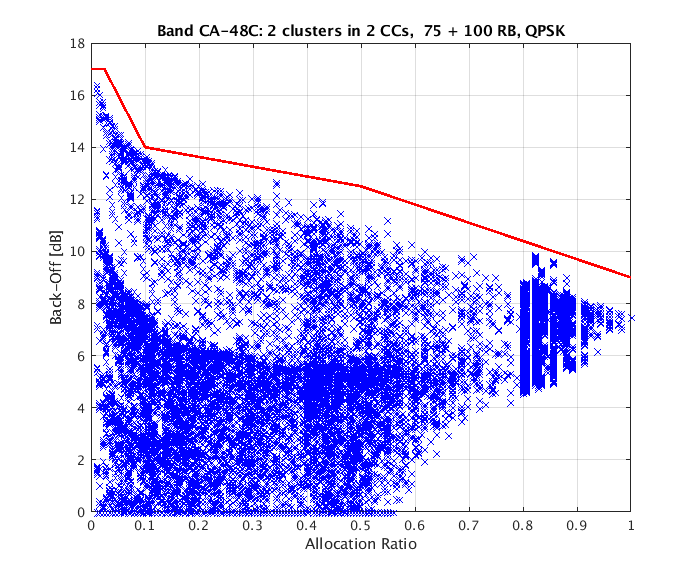 Band CA-48C: 2 clusters in 2 CCs, 75 + 100 RB, QPSK
18
16
14
12
10
8
6
4
2
0
Back-Off [dB]
0 0.1 0.2 0.3 0.4 0.5 0.6 0.7 0.8 0.9 1
Allocation Ratio